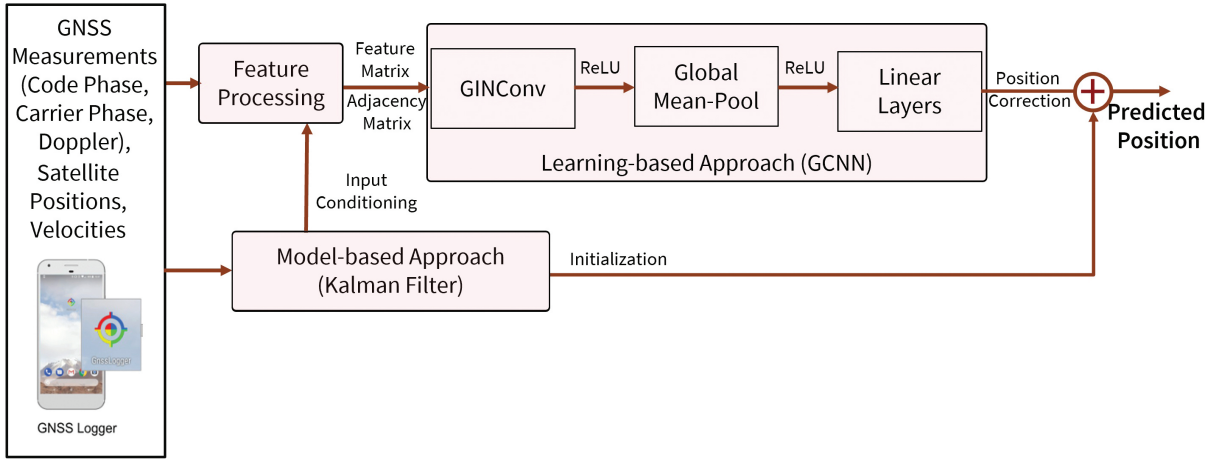 GNSS
Measurements
(Code Phase,
Carrier Phase,
Doppler),
Satellite
Positions,
Velocities
GNSS Logger
GnssLogger
Feature
Processing
Feature
Matrix
Adjacency
Matrix
GINConv
ReLU
Global
Mean-Pool
ReLU
Linear
Layers
Learning-based Approach (GCNN)
Position
Correction
+
Predicted
Position
Input
Conditioning
Model-based Approach
(Kalman Filter)
Initialization